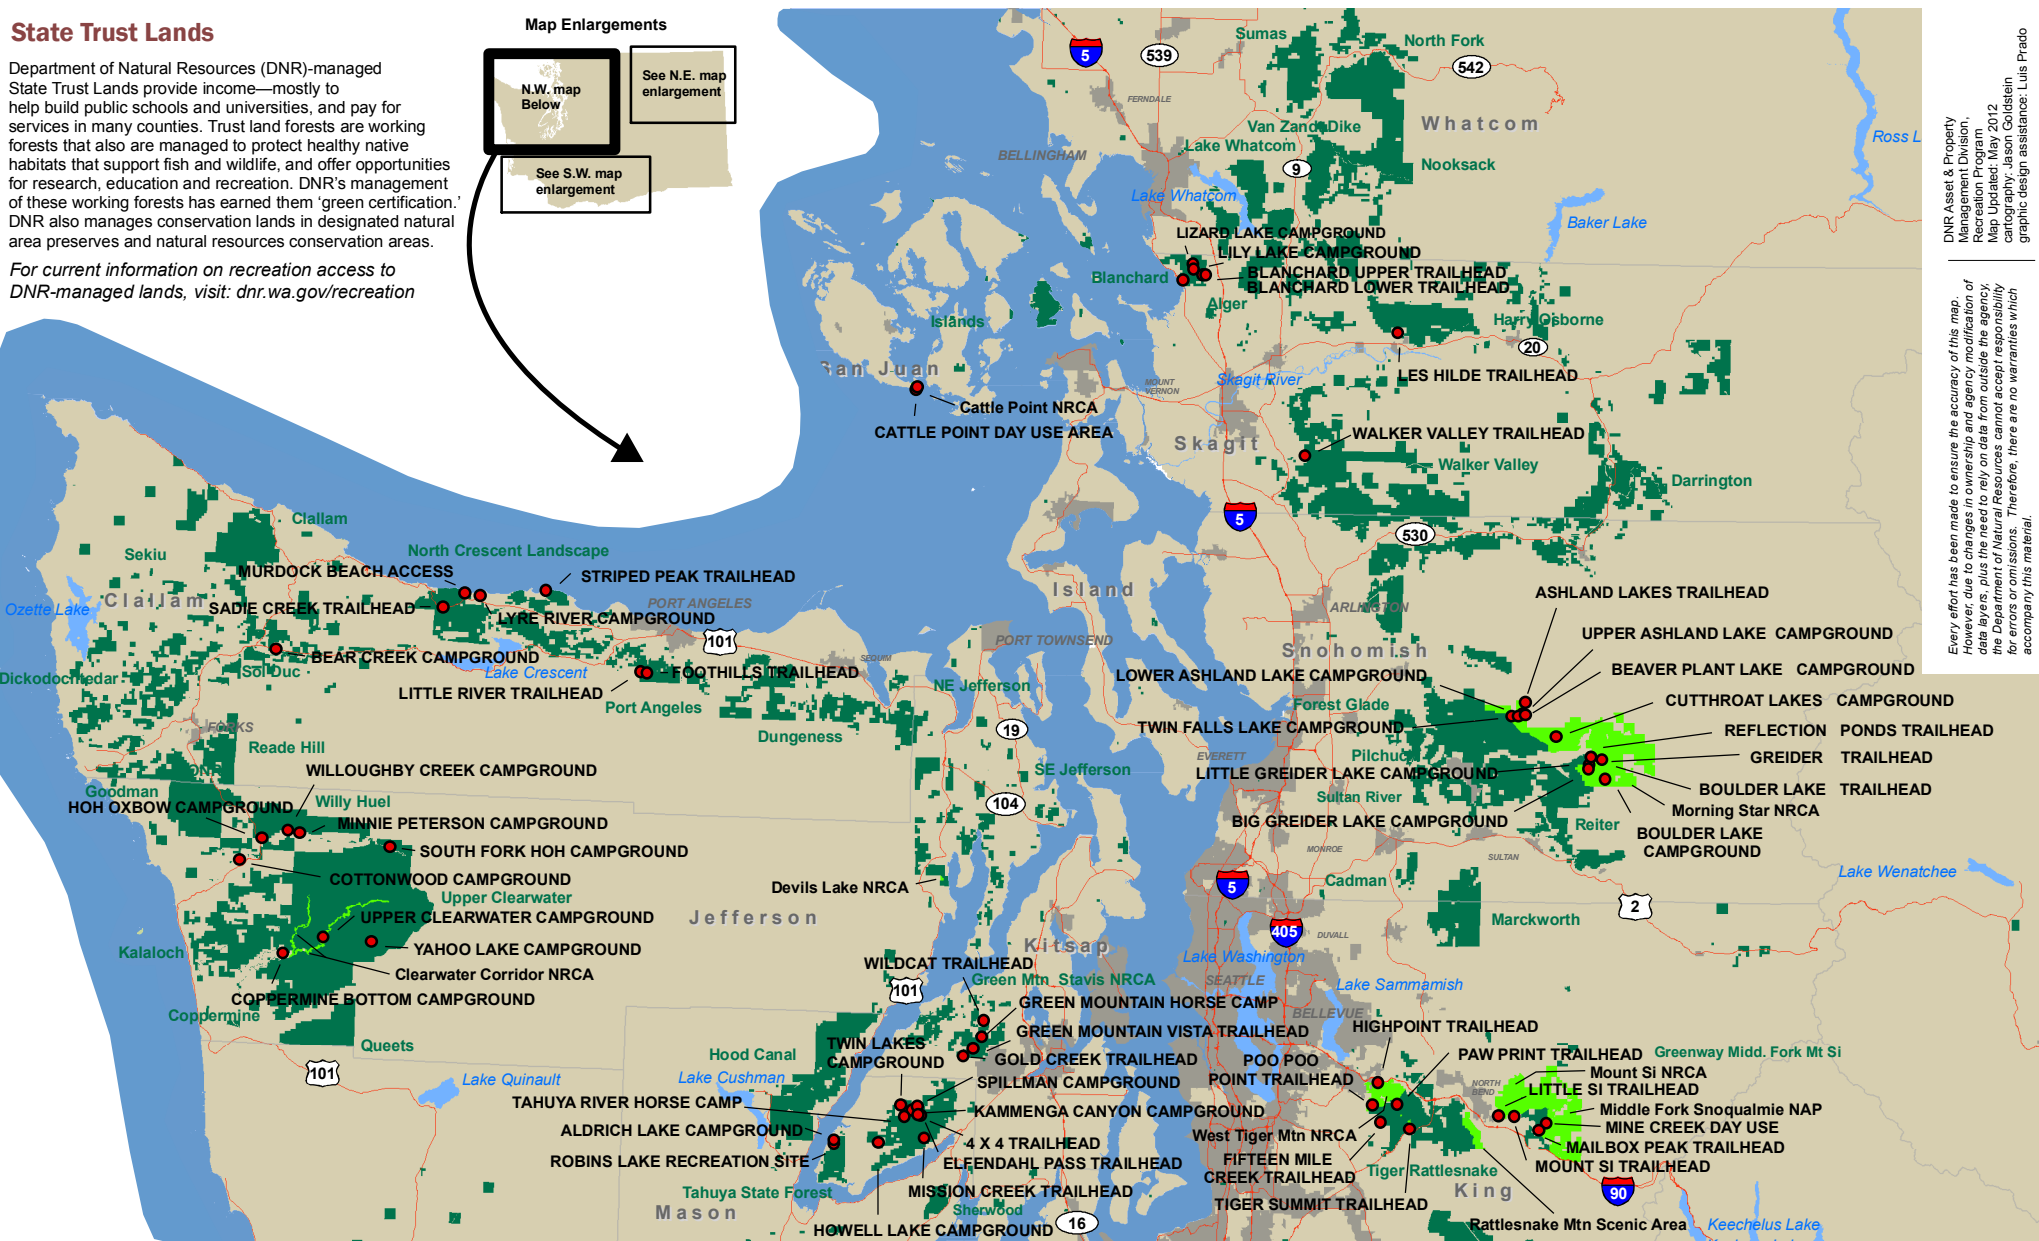 State Trust Lands
Department of Natural Resources (DNR)-managed
State Trust Lands provide income—mostly to
help build public schools and universities, and pay for
services in many counties. Trust land forests are working
forests that also are managed to protect healthy native
habitats that support fish and wildlife, and offer opportunities
for research, education and recreation. DNR's management
of these working forests has earned them 'green certification.'
DNR also manages conservation lands in designated natural
area preserves and natural resources conservation areas.
For current information on recreation access to
DNR-managed lands, visit: dnr.wa.gov/recreation
Map Enlargements
N.W. map
Below
See N.E. map
enlargement
See S.W. map
enlargement
DNR Asset & Property
Management Division,
Recreation Program
Map Updated: May 2012
cartography: Jason Goldstein
graphic design assistance: Luis Prado
Every effort has been made to ensure the accuracy of this map.
However, due to changes in ownership and agency modification of
data layers, plus the need to rely on data from outside the agency,
the Department of Natural Resources cannot accept responsibility
for errors or omissions. Therefore, there are no warranties which
accompany this material.
5
539
Sumas
North Fork
542
FERNDALE
Van Zandt Dike
Whatcom
Lake Whatcom
BELLINGHAM
9
Nooksack
Ross L
Lake Whatcom
Baker Lake
LIZARD LAKE CAMPGROUND
LILY LAKE CAMPGROUND
Blanchard
BLANCHARD UPPER TRAILHEAD
BLANCHARD LOWER TRAILHEAD
Alger
Islands
Harry Osborne
20
San Juan
MOUNT
VERNON
Skagit River
LES HILDE TRAILHEAD
Cattle Point NRCA
CATTLE POINT DAY USE AREA
Skagit
WALKER VALLEY TRAILHEAD
Walker Valley
Darrington
5
530
Clallam
Sekiu
North Crescent Landscape
MURDOCK BEACH ACCESS
STRIPED PEAK TRAILHEAD
Clallam
Ozette Lake
SADIE CREEK TRAILHEAD
LYRE RIVER CAMPGROUND
PORT ANGELES
101
BEAR CREEK CAMPGROUND
Sol Duc
Lake Crescent
FOOTHILLS TRAILHEAD
SEQUIM
Dickodochtedar
LITTLE RIVER TRAILHEAD
Port Angeles
NE Jefferson
Dungeness
PORT TOWNSEND
Island
ARLINGTON
Snohomish
ASHLAND LAKES TRAILHEAD
UPPER ASHLAND LAKE CAMPGROUND
BEAVER PLANT LAKE CAMPGROUND
LOWER ASHLAND LAKE CAMPGROUND
CUTTHROAT LAKES CAMPGROUND
Forest Glade
TWIN FALLS LAKE CAMPGROUND
REFLECTION PONDS TRAILHEAD
Pilchuck
GREIDER TRAILHEAD
EVERETT
LITTLE GREIDER LAKE CAMPGROUND
BOULDER LAKE TRAILHEAD
Sultan River
Morning Star NRCA
BIG GREIDER LAKE CAMPGROUND
Reiter
BOULDER LAKE
CAMPGROUND
MONROE
SULTAN
Cadman
Lake Wenatchee
2
Marckworth
FORKS
Reade Hill
DNR
WILLOUGHBY CREEK CAMPGROUND
Goodman
HOH OXBOW CAMPGROUND
Willy Huel
MINNIE PETERSON CAMPGROUND
SOUTH FORK HOH CAMPGROUND
COTTONWOOD CAMPGROUND
Upper Clearwater
UPPER CLEARWATER CAMPGROUND
Kalaloch
YAHOO LAKE CAMPGROUND
Clearwater Corridor NRCA
COPPERMINE BOTTOM CAMPGROUND
Coppermine
Queets
101
Lake Quinault
19
SE Jefferson
104
Devils Lake NRCA
Jefferson
Kitsap
5
405
DUVALL
Lake Washington
SEATTLE
Lake Sammamish
BELLEVUE
WILDCAT TRAILHEAD
Green Mtn Stavis NRCA
101
GREEN MOUNTAIN HORSE CAMP
GREEN MOUNTAIN VISTA TRAILHEAD
Hood Canal
TWIN LAKES
CAMPGROUND
GOLD CREEK TRAILHEAD
Lake Cushman
SPILLMAN CAMPGROUND
TAHUYA RIVER HORSE CAMP
KAMMENGA CANYON CAMPGROUND
ALDRICH LAKE CAMPGROUND
4 X 4 TRAILHEAD
ROBINS LAKE RECREATION SITE
ELFENDAHL PASS TRAILHEAD
Tahuya State Forest
MISSION CREEK TRAILHEAD
Mason
Sherwood
HOWELL LAKE CAMPGROUND
16
HIGHPOINT TRAILHEAD
POO POO
POINT TRAILHEAD
PAW PRINT TRAILHEAD
Greenway Midd. Fork Mt Si
Mount Si NRCA
NORTH
BEND
LITTLE SI TRAILHEAD
Middle Fork Snoqualmie NAP
West Tiger Mtn NRCA
MINE CREEK DAY USE
MAILBOX PEAK TRAILHEAD
FIFTEEN MILE
CREEK TRAILHEAD
Tiger Rattlesnake
MOUNT SI TRAILHEAD
King
90
TIGER SUMMIT TRAILHEAD
Rattlesnake Mtn Scenic Area
Keechelus Lake